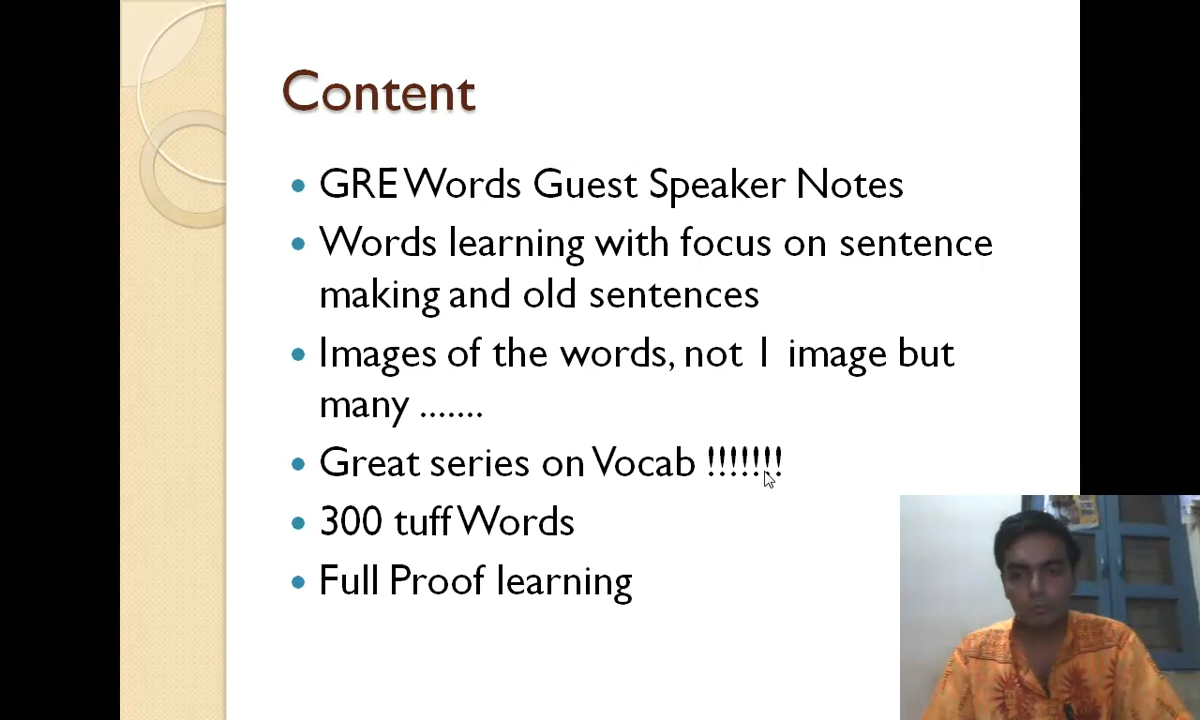 Content
GRE Words Guest Speaker Notes
Words learning with focus on sentence
making and old sentences
Images of the words, not 1 image but
many .......
Great series on Vocab !!!!!!!
300 tuff Words
Full Proof learning